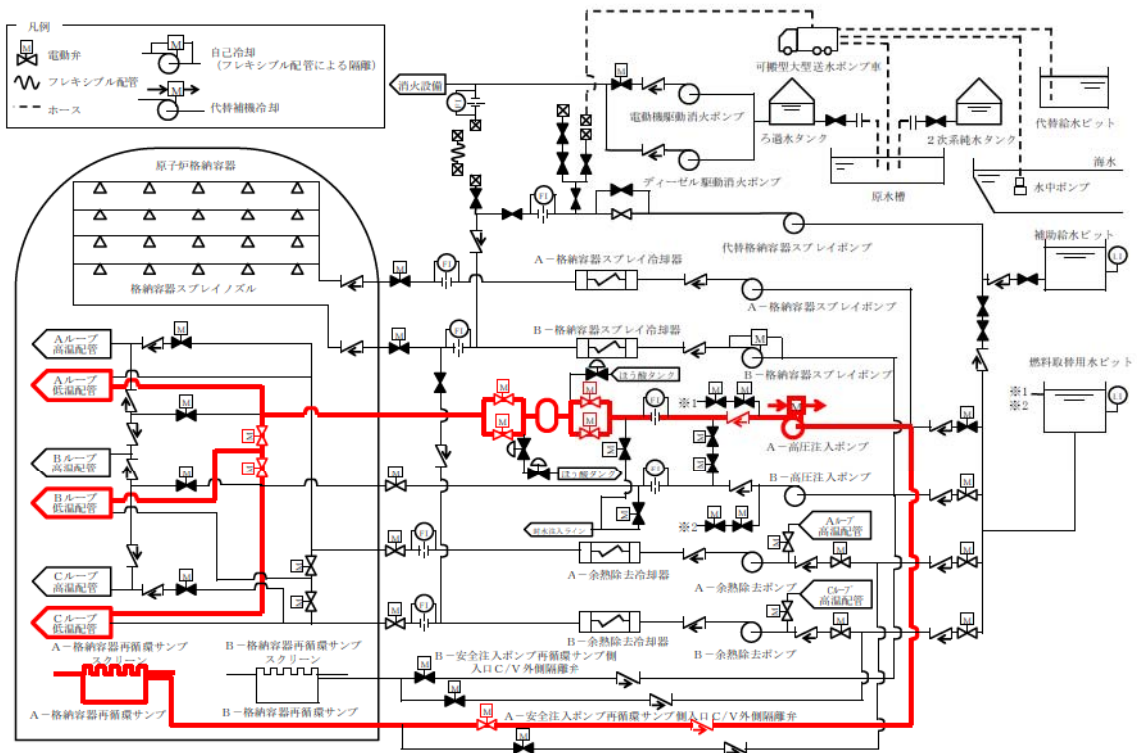 凡例
M
電動弁
フレキシブル配管
ホース
M
自己冷却
（フレキシブル配管による隔離）
M
代替補機冷却
可搬型大型送水ポンプ車
代替給水ピット
消火設備
M
FI
電動機駆動消火ポンプ
ろ過水タンク
２次系純水タンク
ディーゼル駆動消火ポンプ
原水槽
海水
水中ポンプ
原子炉格納容器
FI
代替格納容器スプレイポンプ
補助給水ピット
LI
格納容器スプレイノズル
M
FI
A－格納容器スプレイ冷却器
A－格納容器スプレイポンプ
M
FI
B－格納容器スプレイ冷却器
M
B－格納容器スプレイポンプ
燃料取替用水ピット
※1
※2
LI
Aループ
高温配管
M
Aループ
低温配管
ほう酸タンク
M
M
M
M
FI
※1
M
M
M
A－高圧注入ポンプ
M
M
M
M
Bループ
高温配管
M
ほう酸タンク
M
M
M
Bループ
低温配管
M
M
FI
B－高圧注入ポンプ
M
封水注入ライン
M
※2
M
M
Aループ
高温配管
M
M
FI
A－余熱除去冷却器
M
M
M
A－余熱除去ポンプ
Cループ
高温配管
M
M
Cループ
高温配管
Cループ
低温配管
M
FI
B－余熱除去冷却器
M
M
M
B－余熱除去ポンプ
A－格納容器再循環サンプ
スクリーン
B－格納容器再循環サンプ
スクリーン
B－安全注入ポンプ再循環サンプ側
入口C/V外側隔離弁
M
M
A－格納容器再循環サンプ
B－格納容器再循環サンプ
M
A－安全注入ポンプ再循環サンプ側入口C/V外側隔離弁
M